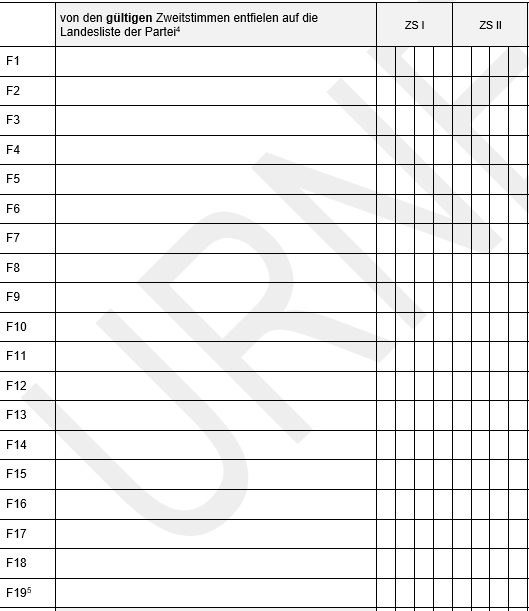 von den gültigen Zweitstimmen entfielen auf die
Landesliste der Partei⁴
ZS I
ZS II
F1
F2
F3
F4
F5
F6
F7
F8
F9
F10
F11
F12
F13
F14
F15
F16
F17
F18
F19⁵
URNE